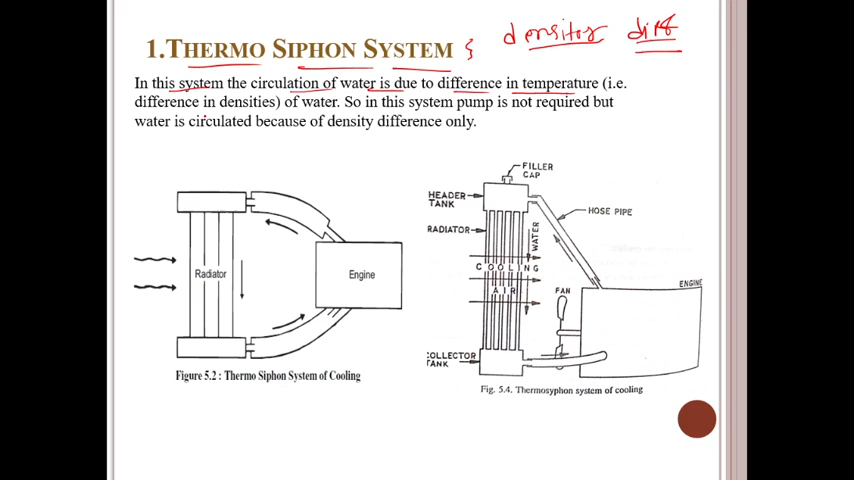 1.THERMO SIPHON SYSTEM { density diff
In this system the circulation of water is due to difference in temperature (i.e.
difference in densities) of water. So in this system pump is not required but
water is circulated because of density difference only.
Radiator
Engine
Figure 5.2 : Thermo Siphon System of Cooling
FILLER
CAP
HEADER
TANK
HOSE PIPE
RADIATOR
WATER
COOLING
AIR
FAN
ENGINE
COLLECTOR
TANK
Fig. 5.4. Thermosyphon system of cooling